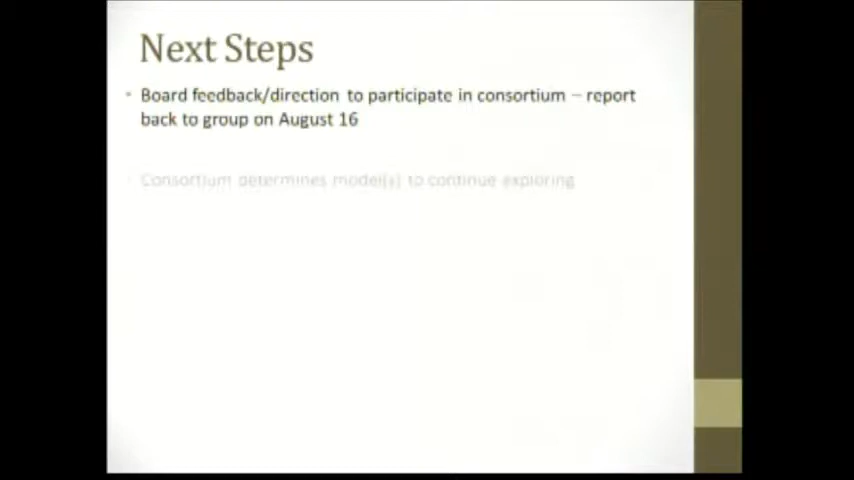 Next Steps
• Board feedback/direction to participate in consortium – report
back to group on August 16
• Consortium determines model(s) to continue exploring